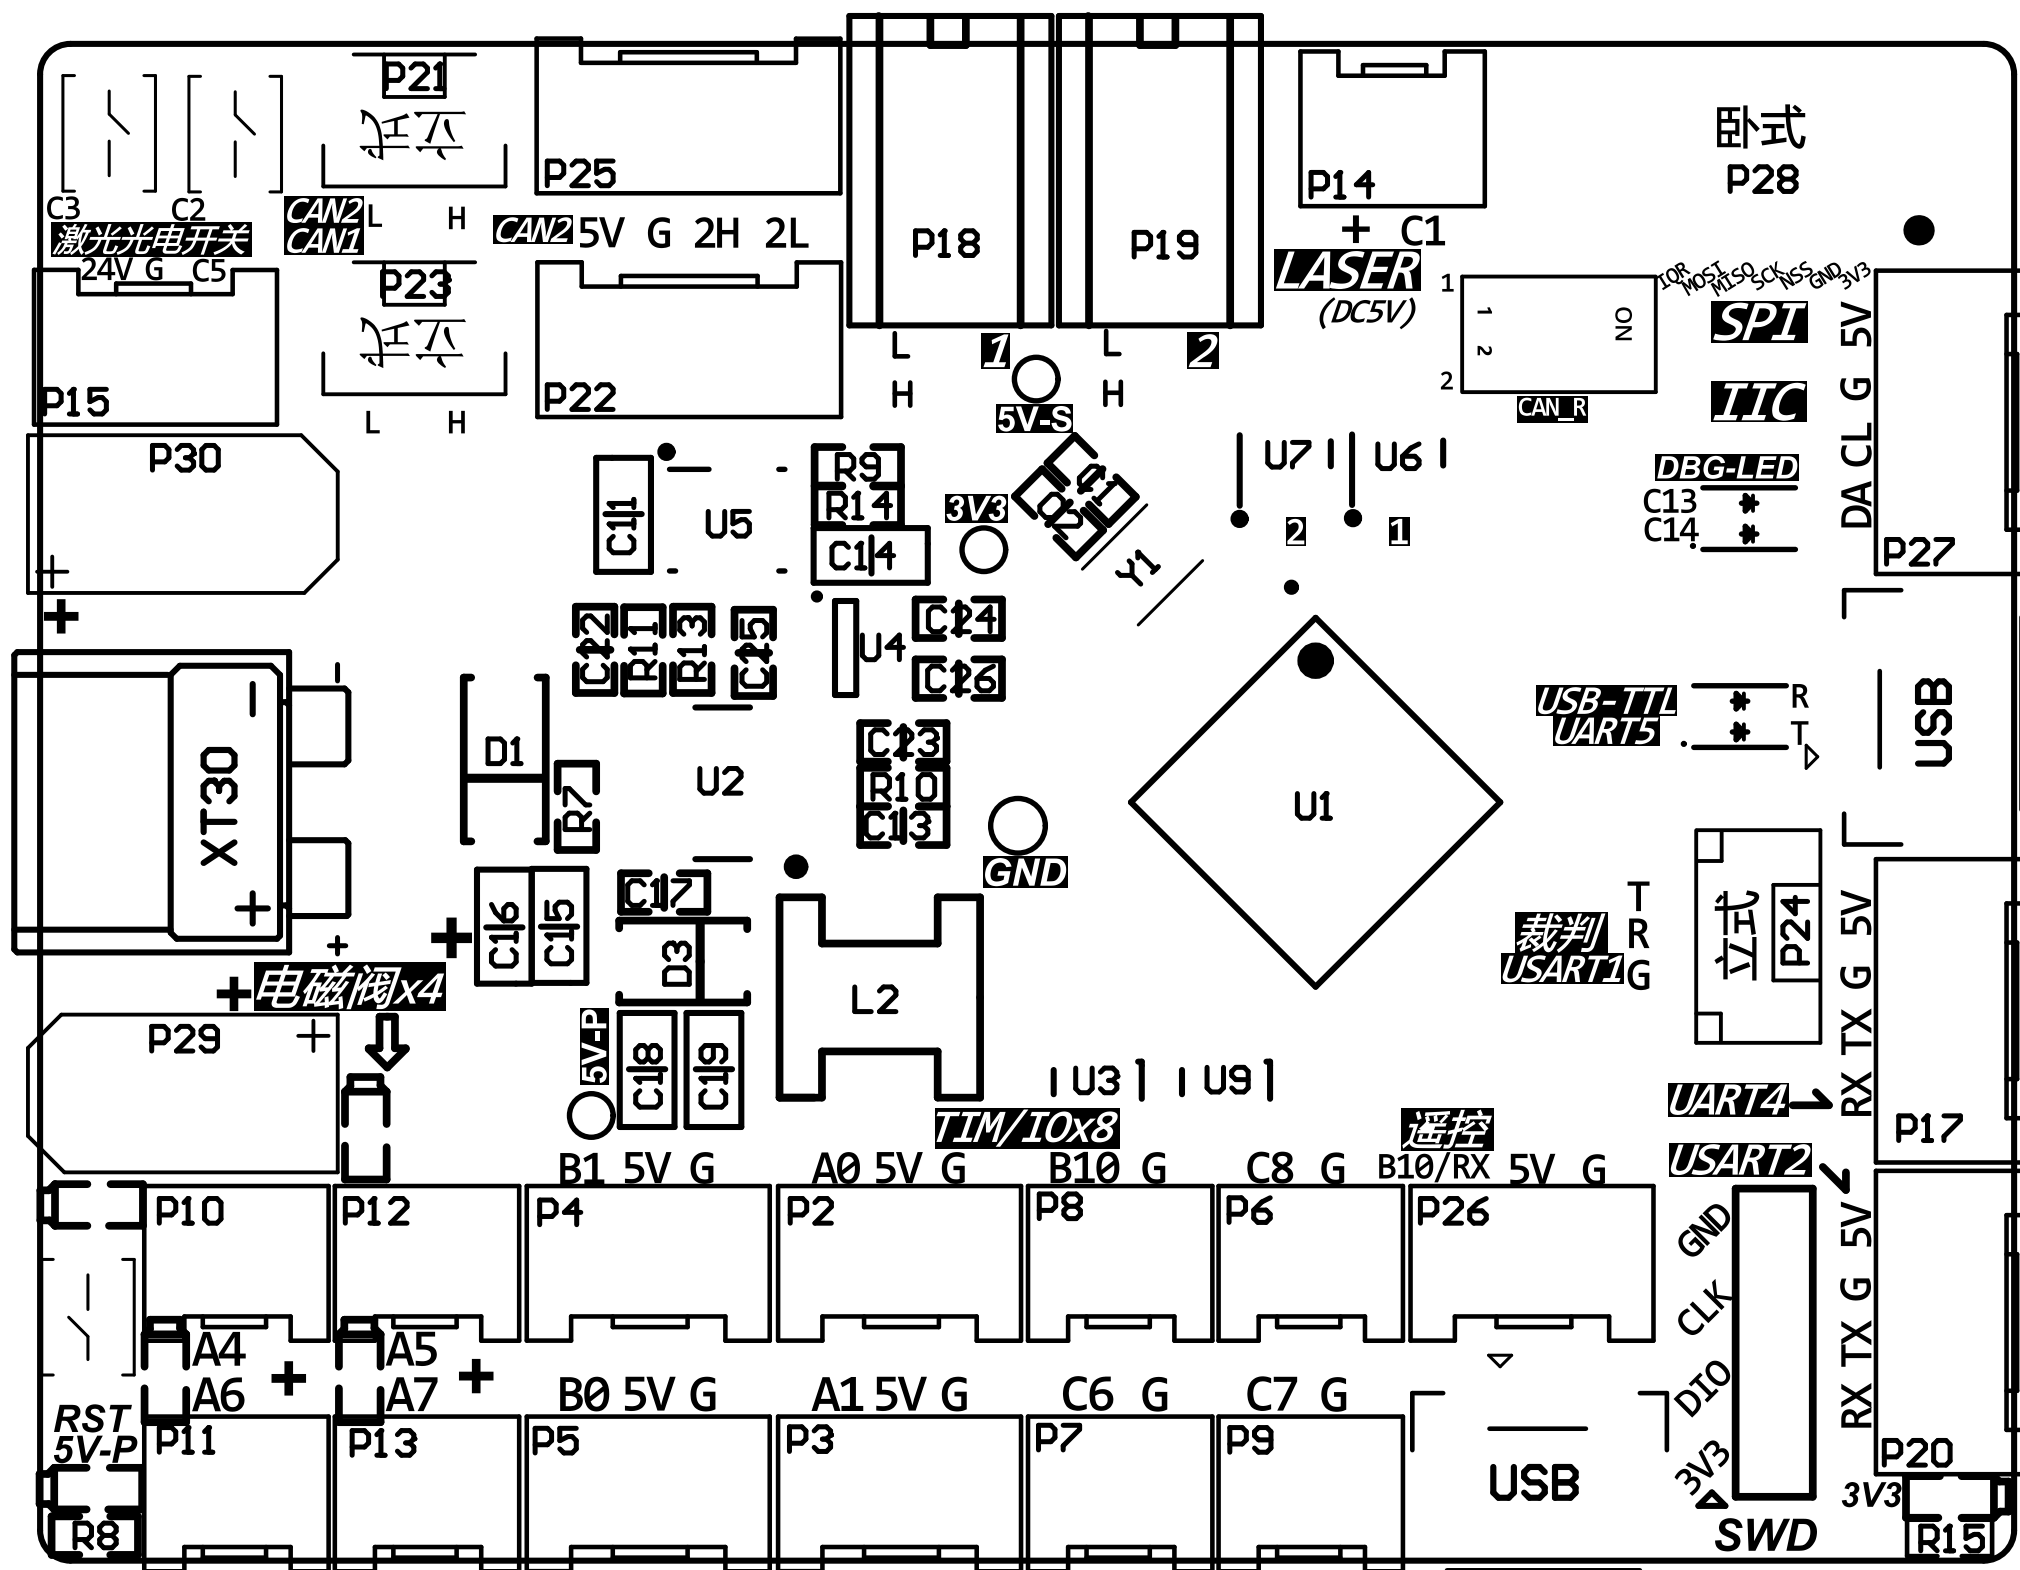 P21
卧式
P25
P14
P28
C3
C2
CAN2
CAN1
L
H
CAN2
5V G 2H 2L
P18
P19
+ C1
激光光电开关
24V G
C5
LASER
(DC5V)
P23
卧式
1
2
1
2
ON
CAN_R
IQR
MOSI
MISO
SCK
NSS
GND
3V3
SPI
IIC
DA CL G 5V
P27
P15
P22
L
H
1
L
H
2
L
H
5V-S
P30
+
+
C11
U5
R9
R14
C14
3V3
Y1
U7
U6
2
1
DBG-LED
C13 *
C14 *
C22
R11
R13
C25
U4
C24
C26
XT30
-
-
+
+
D1
R7
U2
C23
R10
C13
GND
U1
USB-TTL
UART5
* R
* T
USB
C16
C15
C17
D3
L2
+
+
电磁阀x4
P29
+
5V-P
C18
C19
U3
U9
T
裁判 R
USART1 G
立式
P24
RX TX G 5V
P17
UART4
USART2
TIM/IOx8
遥控
B1 5V G
A0 5V G
B10 G
C8 G
B10/RX 5V G
P10
P12
P4
P2
P8
P6
P26
GND
CLK
DIO
3V3
SWD
RX TX G 5V
P20
A4
A6
+
A5
A7
+
B0 5V G
A1 5V G
C6 G
C7 G
RST
5V-P
P11
P13
P5
P3
P7
P9
USB
R8
3V3
R15